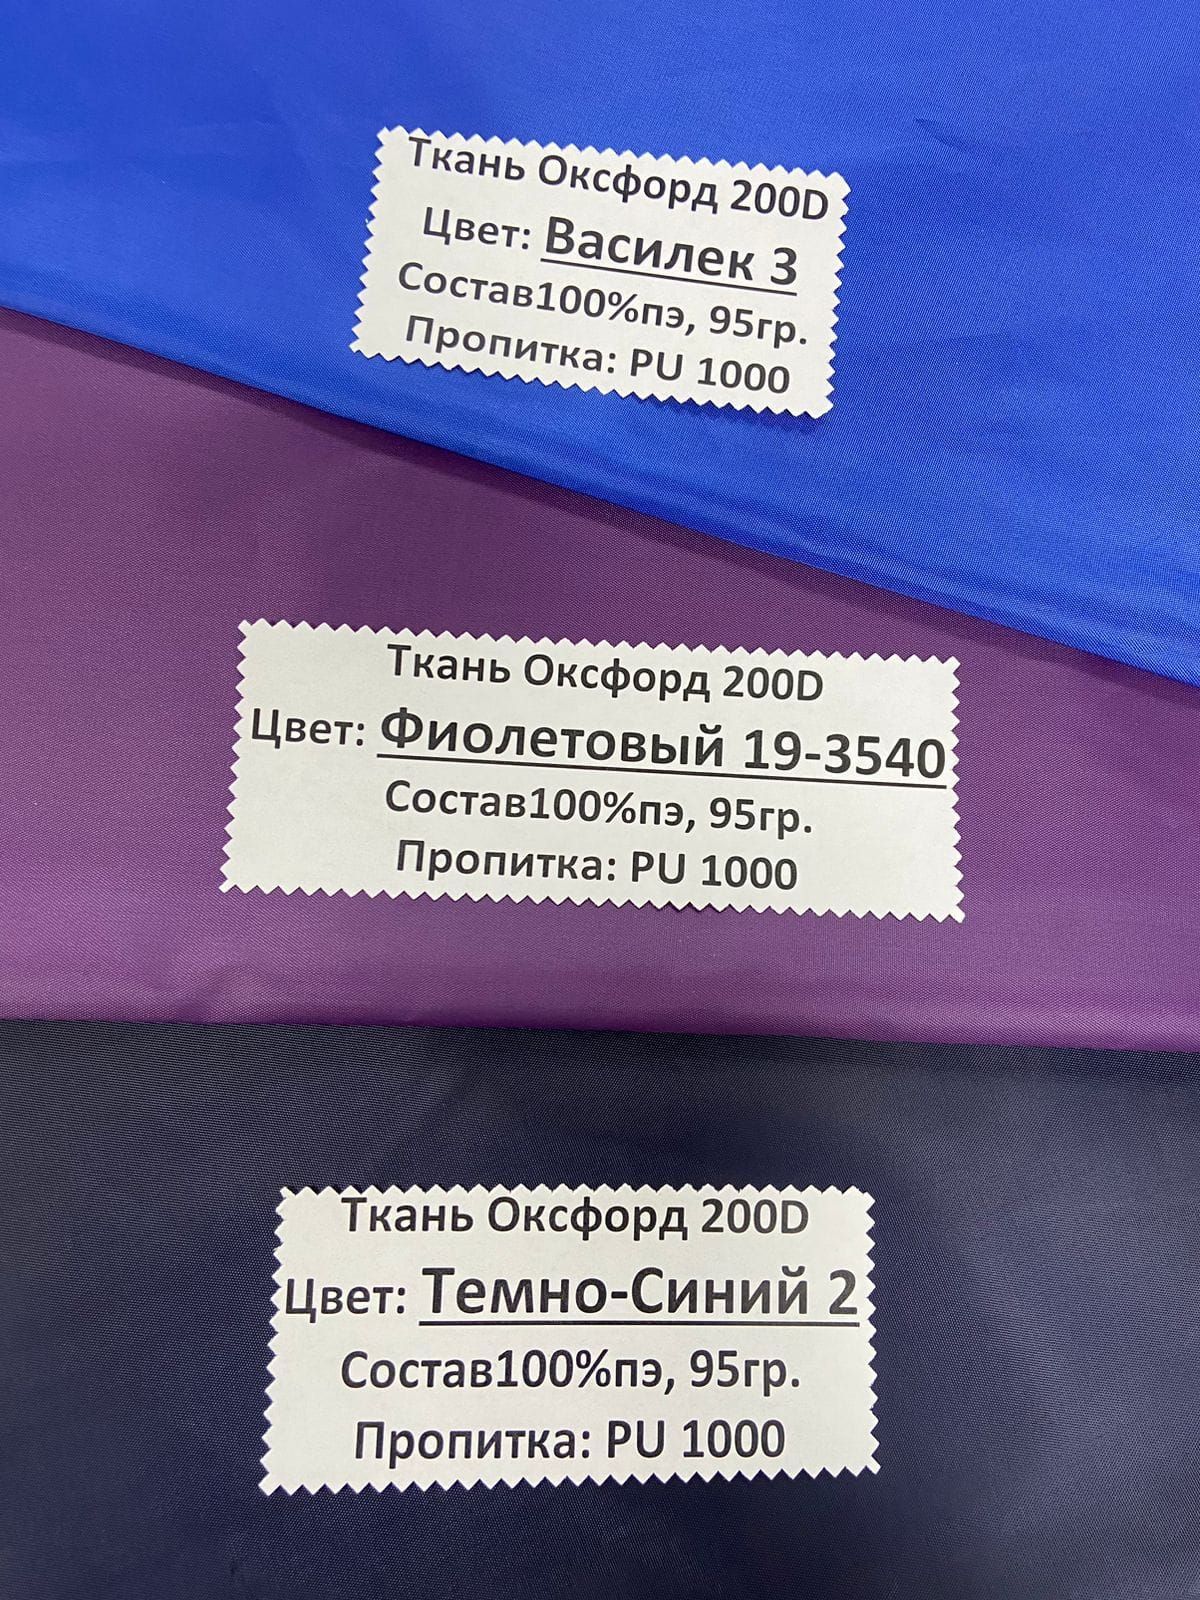 Ткань Оксфорд 200D
Цвет: Василек 3
Состав100%пэ, 95гр.
Пропитка: PU 1000
Ткань Оксфорд 200D
Цвет: Фиолетовый 19-3540
Состав100%пэ, 95гр.
Пропитка: PU 1000
Ткань Оксфорд 200D
Цвет: Темно-Синий 2
Состав100%пэ, 95гр.
Пропитка: PU 1000